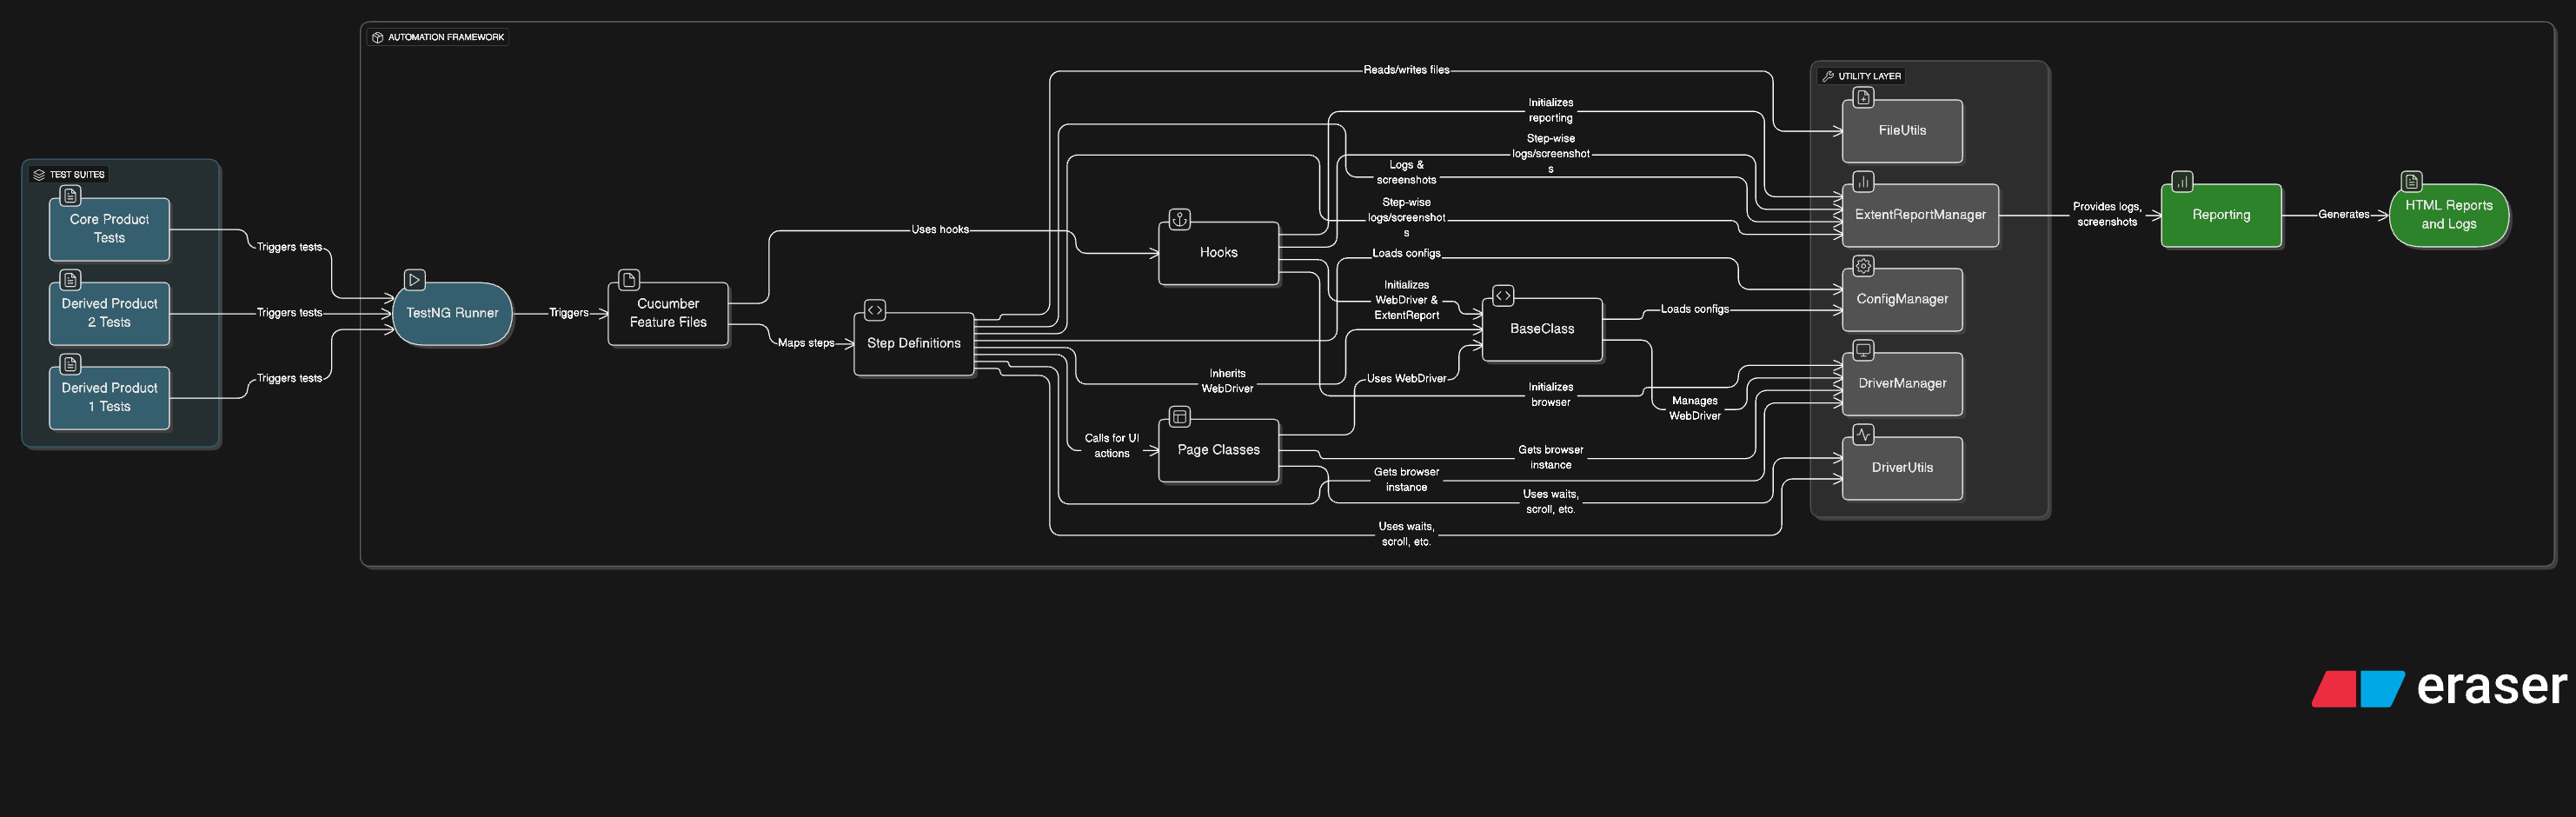 AUTOMATION FRAMEWORK
TEST SUITES
Core Product
Tests
Derived Product
2 Tests
Derived Product
1 Tests
Triggers tests
Triggers tests
Triggers tests
TestNG Runner
Triggers
Cucumber
Feature Files
Uses hooks
Maps steps
Step Definitions
Hooks
Page Classes
Calls for UI
actions
Inherits
WebDriver
Reads/writes files
Initializes
reporting
Step-wise
logs/screenshot
s
Logs &
screenshots
Step-wise
logs/screenshot
s
Loads configs
Initializes
WebDriver &
ExtentReport
Uses WebDriver
BaseClass
Loads configs
Initializes
browser
Manages
WebDriver
Gets browser
instance
Gets browser
instance
Uses waits,
scroll, etc.
Uses waits,
scroll, etc.
UTILITY LAYER
FileUtils
ExtentReportManager
ConfigManager
DriverManager
DriverUtils
Provides logs,
screenshots
Reporting
Generates
HTML Reports
and Logs
eraser